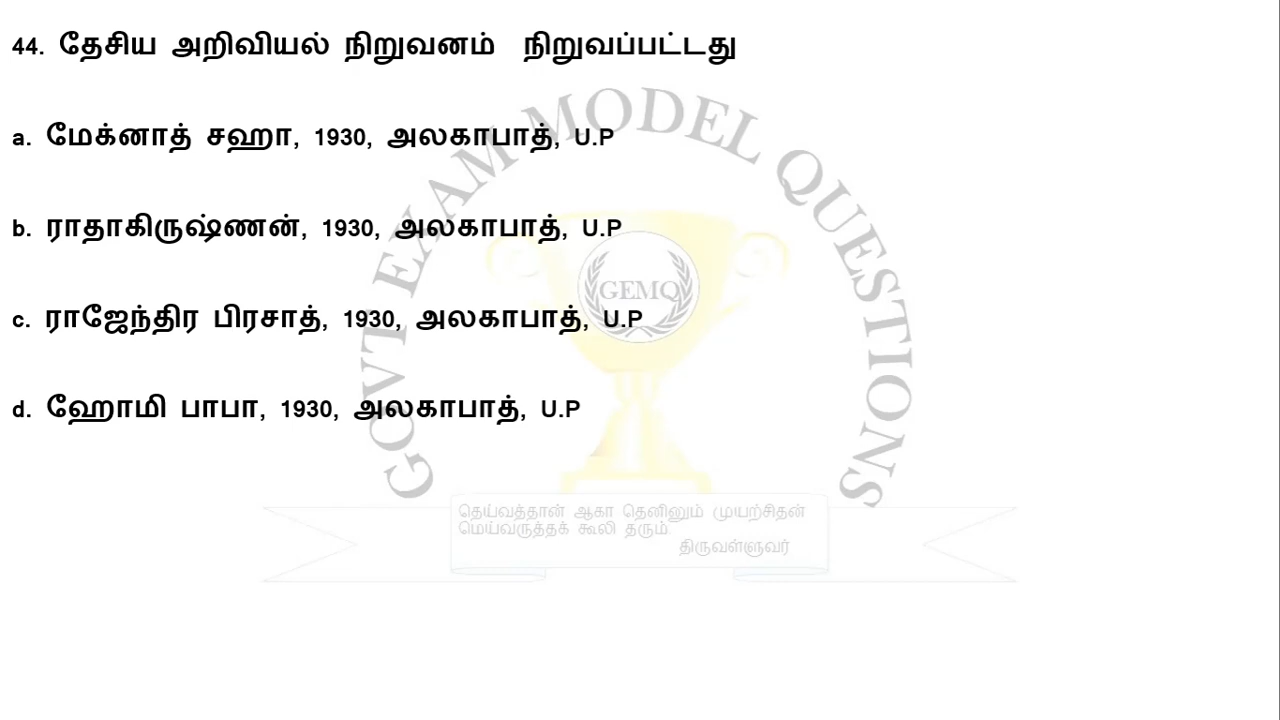 44. தேசிய அறிவியல் நிறுவனம் நிறுவப்பட்டது
a. மேக்னாத் சஹா, 1930, அலகாபாத், U.P
b. ராதாகிருஷ்ணன், 1930, அலகாபாத், U.P
c. ராஜேந்திர பிரசாத், 1930, அலகாபாத், U.P
d. ஹோமி பாபா, 1930, அலகாபாத், U.P
GOVT EXAM MODEL QUESTIONS
GEMQ
தெய்வத்தான் ஆகா தெனினும் முயற்சிதன்
மெய்வருத்தக் கூலி தரும்
திருவள்ளுவர்